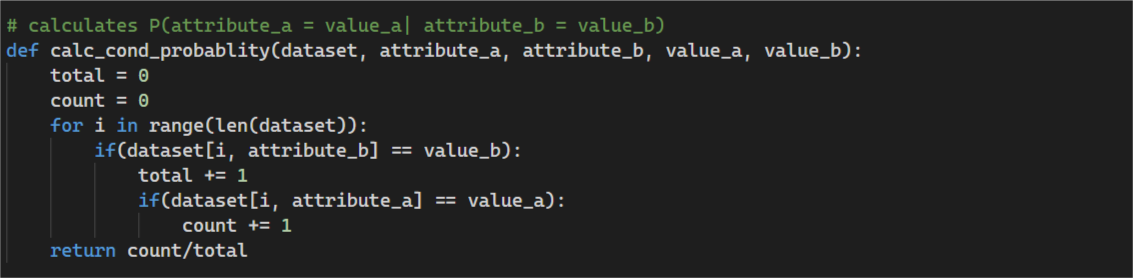 # calculates P(attribute_a = value_a| attribute_b = value_b)
def calc_cond_probablity(dataset, attribute_a, attribute_b, value_a, value_b):
    total = 0
    count = 0
    for i in range(len(dataset)):
        if(dataset[i, attribute_b] == value_b):
            total += 1
            if(dataset[i, attribute_a] == value_a):
                count += 1
    return count/total